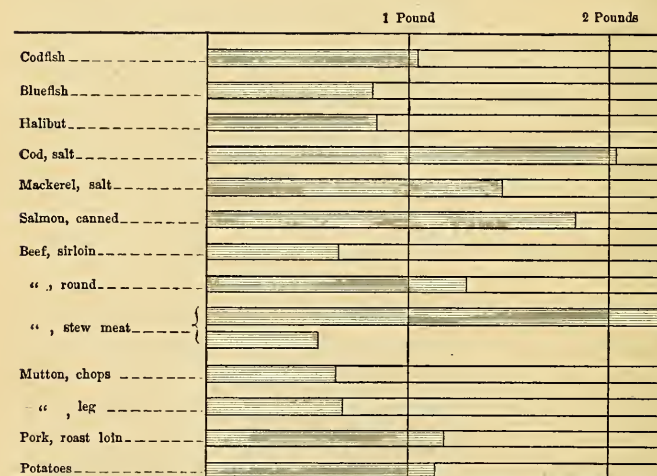 1 Pound 2 Pounds
Codfish
Bluefish
Halibut
Cod, salt
Mackerel, salt
Salmon, canned
Beef, sirloin
“ , round
“ , stew meat
Mutton, chops
“ , leg
Pork, roast loin
Potatoes